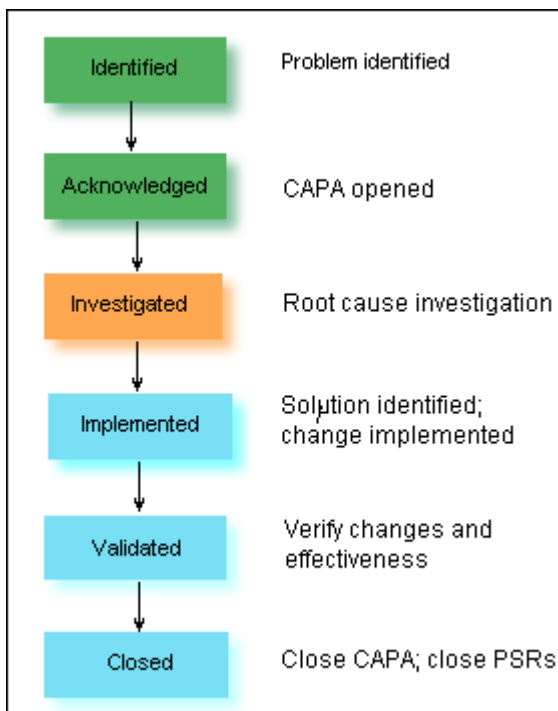 Identified
Problem identified
Acknowledged
CAPA opened
Investigated
Root cause investigation
Implemented
Solution identified;
change implemented
Validated
Verify changes and
effectiveness
Closed
Close CAPA; close PSRs